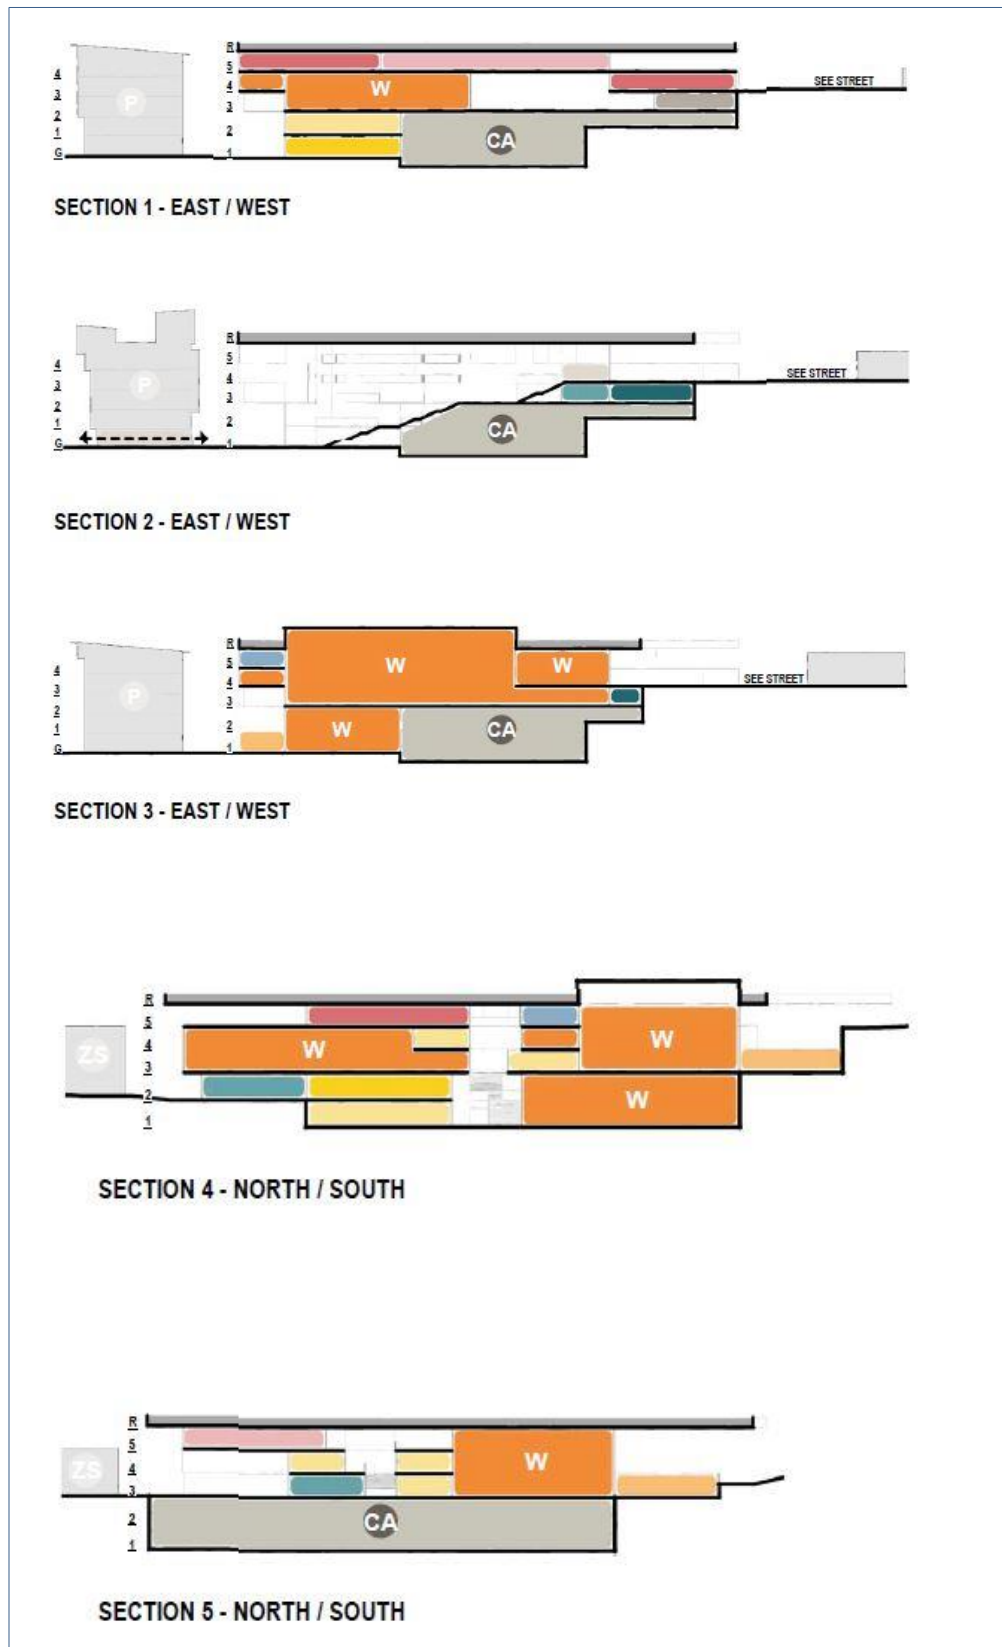 R
5
4
3
2
1
4
3
2
1
G
P
W
CA
SEE STREET
SECTION 1 - EAST / WEST
R
5
4
3
2
1
4
3
2
1
G
P
CA
SEE STREET
SECTION 2 - EAST / WEST
R
5
4
3
2
1
4
3
2
1
G
P
W
W
W
CA
SEE STREET
SECTION 3 - EAST / WEST
R
5
4
3
2
1
ZS
W
W
W
SECTION 4 - NORTH / SOUTH
R
5
4
3
2
1
ZS
W
CA
SECTION 5 - NORTH / SOUTH